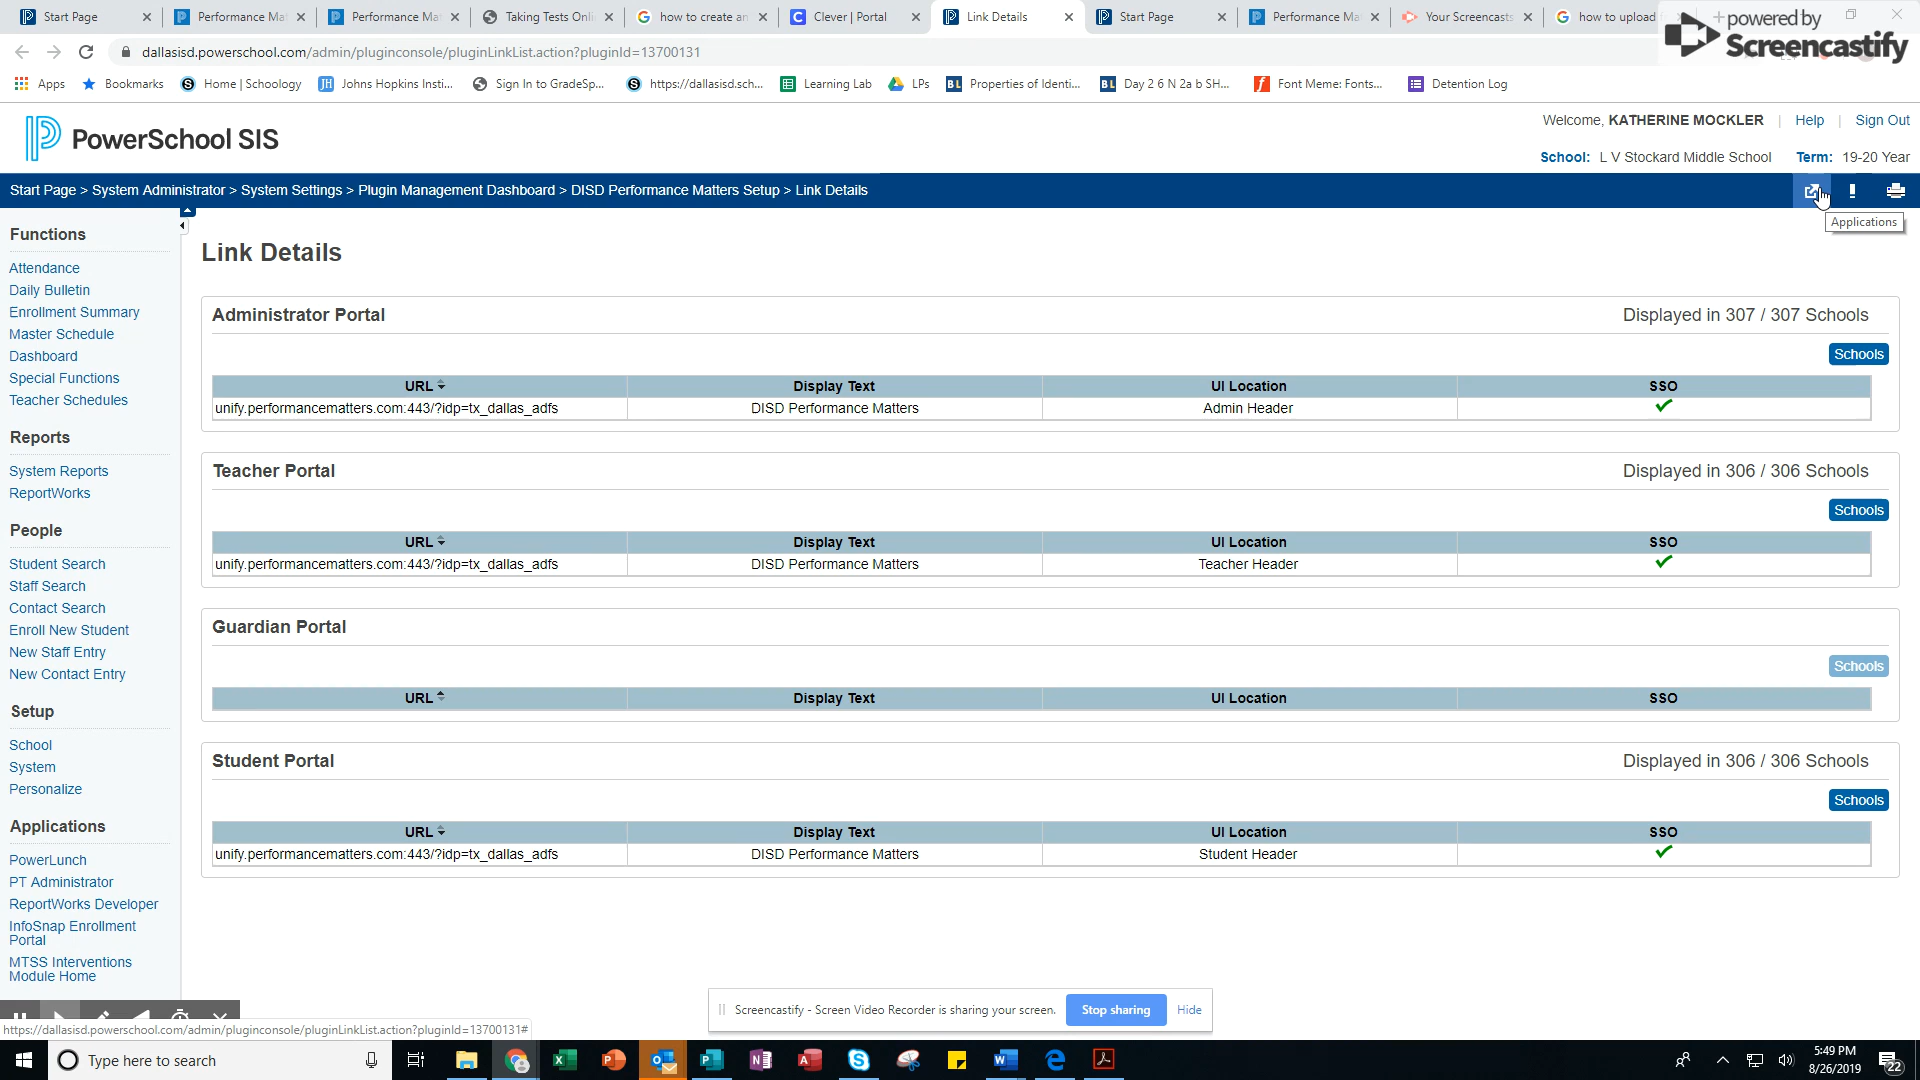 Start Page
Performance Ma
Performance Ma
Taking Tests Onli
how to create an
Clever | Portal
Link Details
Start Page
Performance Ma
Your Screencasts
how to upload
powered by
Screencastify
dallasisd.powerschool.com/admin/pluginconsole/pluginLinkList.action?pluginId=13700131
Apps
Bookmarks
Home | Schoology
Johns Hopkins Insti...
Sign In to GradeSp...
https://dallasisd.sch...
Learning Lab
LPs
Properties of Identi...
Day 2 6 N 2a b SH...
Font Meme: Fonts...
Detention Log
PowerSchool SIS
Welcome, KATHERINE MOCKLER | Help | Sign Out
School: L V Stockard Middle School Term: 19-20 Year
Start Page > System Administrator > System Settings > Plugin Management Dashboard > DISD Performance Matters Setup > Link Details
Applications
Functions
Attendance
Daily Bulletin
Enrollment Summary
Master Schedule
Dashboard
Special Functions
Teacher Schedules
Reports
System Reports
ReportWorks
People
Student Search
Staff Search
Contact Search
Enroll New Student
New Staff Entry
New Contact Entry
Setup
School
System
Personalize
Applications
PowerLunch
PT Administrator
ReportWorks Developer
InfoSnap Enrollment
Portal
MTSS Interventions
Module Home
Link Details
Administrator Portal Displayed in 307 / 307 Schools
Schools
URL Display Text UI Location SSO
unify.performancematters.com:443/?idp=tx_dallas_adfs DISD Performance Matters Admin Header
Teacher Portal Displayed in 306 / 306 Schools
Schools
URL Display Text UI Location SSO
unify.performancematters.com:443/?idp=tx_dallas_adfs DISD Performance Matters Teacher Header
Guardian Portal
Schools
URL Display Text UI Location SSO
Student Portal Displayed in 306 / 306 Schools
Schools
URL Display Text UI Location SSO
unify.performancematters.com:443/?idp=tx_dallas_adfs DISD Performance Matters Student Header
Screencastify - Screen Video Recorder is sharing your screen. Stop sharing Hide
https://dallasisd.powerschool.com/admin/pluginconsole/pluginLinkList.action?pluginId=13700131#
Type here to search
5:49 PM
8/26/2019
22